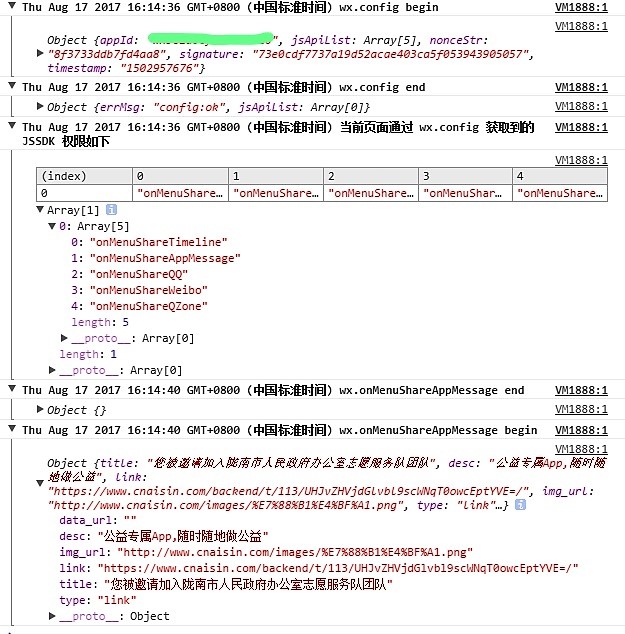 Thu Aug 17 2017 16:14:36 GMT+0800 (中国标准时间) wx.config begin VM1888:1
VM1888:1
Object {appId: " ", jsApiList: Array[5], nonceStr:
"8f3733ddb7fd4aa8", signature: "73e0cdf7737a19d52acae403ca5f053943905057",
timestamp: "1502957676"}
Thu Aug 17 2017 16:14:36 GMT+0800 (中国标准时间) wx.config end VM1888:1
Object {errMsg: "config:ok", jsApiList: Array[0]} VM1888:1
Thu Aug 17 2017 16:14:36 GMT+0800 (中国标准时间) 当前页面通过 wx.config 获取到的 VM1888:1
JSSDK 权限如下
VM1888:1
(index) 0 1 2 3 4
0 "onMenuShare… "onMenuShare… "onMenuShar… "onMenuShar… "onMenuShare…
Array[1]
0: Array[5]
0: "onMenuShareTimeline"
1: "onMenuShareAppMessage"
2: "onMenuShareQQ"
3: "onMenuShareWeibo"
4: "onMenuShareQZone"
length: 5
__proto__: Array[0]
length: 1
__proto__: Array[0]
Thu Aug 17 2017 16:14:40 GMT+0800 (中国标准时间) wx.onMenuShareAppMessage end VM1888:1
Object {} VM1888:1
Thu Aug 17 2017 16:14:40 GMT+0800 (中国标准时间) wx.onMenuShareAppMessage begin VM1888:1
VM1888:1
Object {title: "您被邀请加入陇南市人民政府办公室志愿服务队团队", desc: "公益专属App,随时随
地做公益", link:
"https://www.cnaisin.com/backend/t/113/UHJvZHVjdGlvbl9scWNqT0owcEptYVE=/", img_url:
"http://www.cnaisin.com/images/%E7%88%B1%E4%BF%A1.png", type: "link"…}
data_url: ""
desc: "公益专属App,随时随地做公益"
img_url: "http://www.cnaisin.com/images/%E7%88%B1%E4%BF%A1.png"
link: "https://www.cnaisin.com/backend/t/113/UHJvZHVjdGlvbl9scWNqT0owcEptYVE=/"
title: "您被邀请加入陇南市人民政府办公室志愿服务队团队"
type: "link"
__proto__: Object